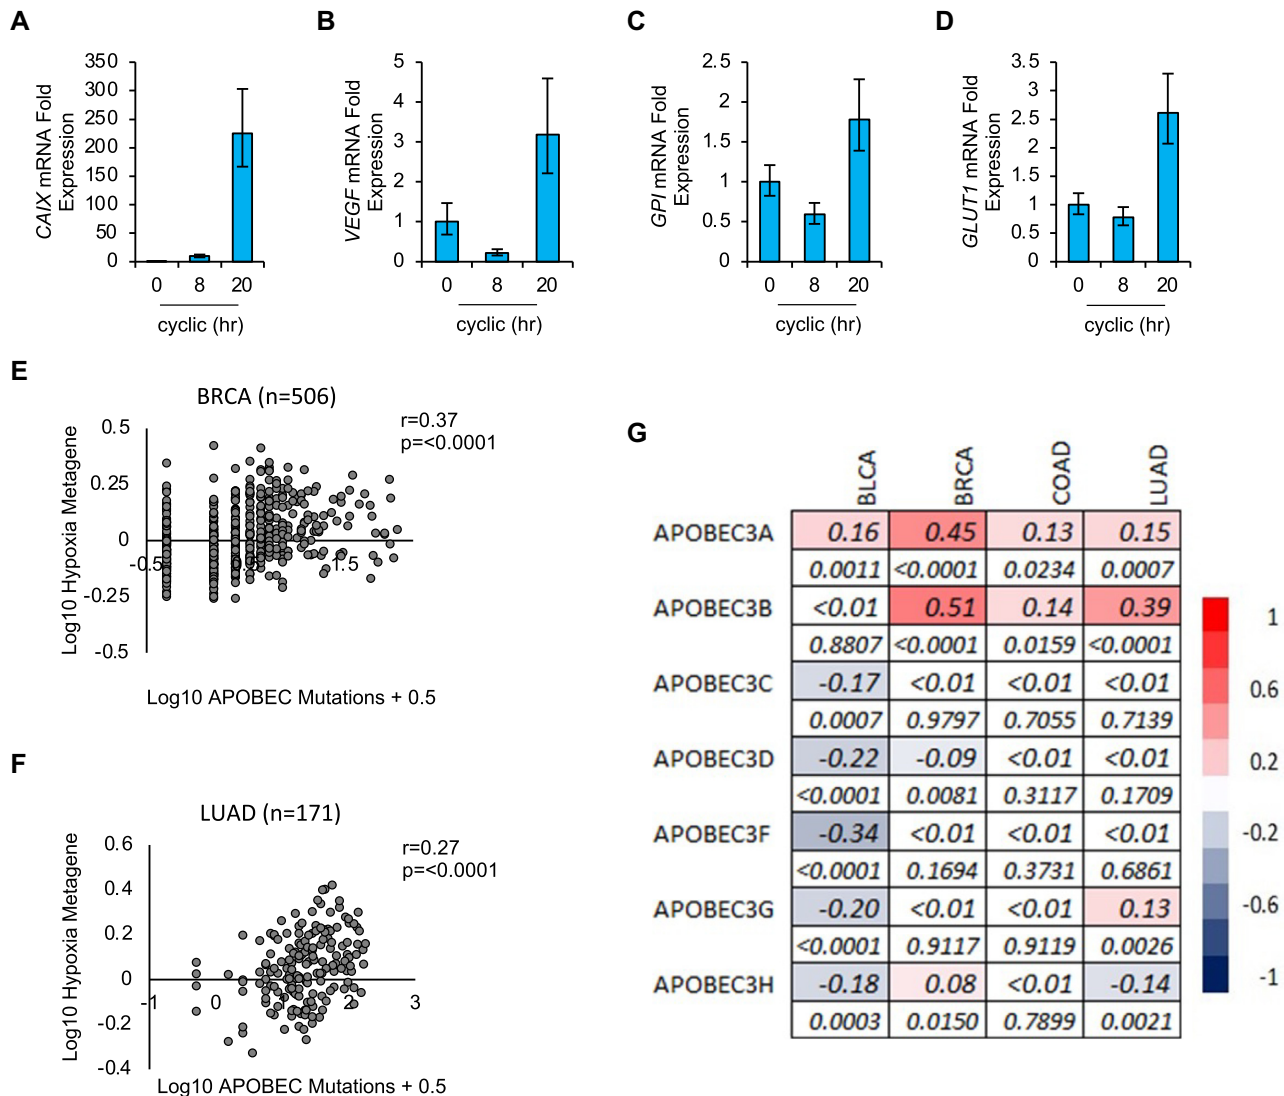 A
CAIX mRNA Fold
Expression
350
300
250
200
150
100
50
0
0 8 20
cyclic (hr)
B
VEGF mRNA Fold
Expression
5
4
3
2
1
0
0 8 20
cyclic (hr)
C
GPI mRNA Fold
Expression
2.5
2
1.5
1
0.5
0
0 8 20
cyclic (hr)
D
GLUT1 mRNA Fold
Expression
3.5
3
2.5
2
1.5
1
0.5
0
0 8 20
cyclic (hr)
E
BRCA (n=506)
r=0.37
p=<0.0001
Log10 Hypoxia Metagene
0.5
0.25
0
-0.25
-0.5
-0.5 1.5
Log10 APOBEC Mutations + 0.5
F
LUAD (n=171)
r=0.27
p=<0.0001
Log10 Hypoxia Metagene
0.6
0.4
0.2
0
-0.2
-0.4
-1 0 1 2 3
Log10 APOBEC Mutations + 0.5
G
BLCA BRCA COAD LUAD
APOBEC3A 0.16 0.45 0.13 0.15
0.0011 <0.0001 0.0234 0.0007
APOBEC3B <0.01 0.51 0.14 0.39
0.8807 <0.0001 0.0159 <0.0001
APOBEC3C -0.17 <0.01 <0.01 <0.01
0.0007 0.9797 0.7055 0.7139
APOBEC3D -0.22 -0.09 <0.01 <0.01
<0.0001 0.0081 0.3117 0.1709
APOBEC3F -0.34 <0.01 <0.01 <0.01
<0.0001 0.1694 0.3731 0.6861
APOBEC3G -0.20 <0.01 <0.01 0.13
<0.0001 0.9117 0.9119 0.0026
APOBEC3H -0.18 0.08 <0.01 -0.14
0.0003 0.0150 0.7899 0.0021
1
0.6
0.2
-0.2
-0.6
-1